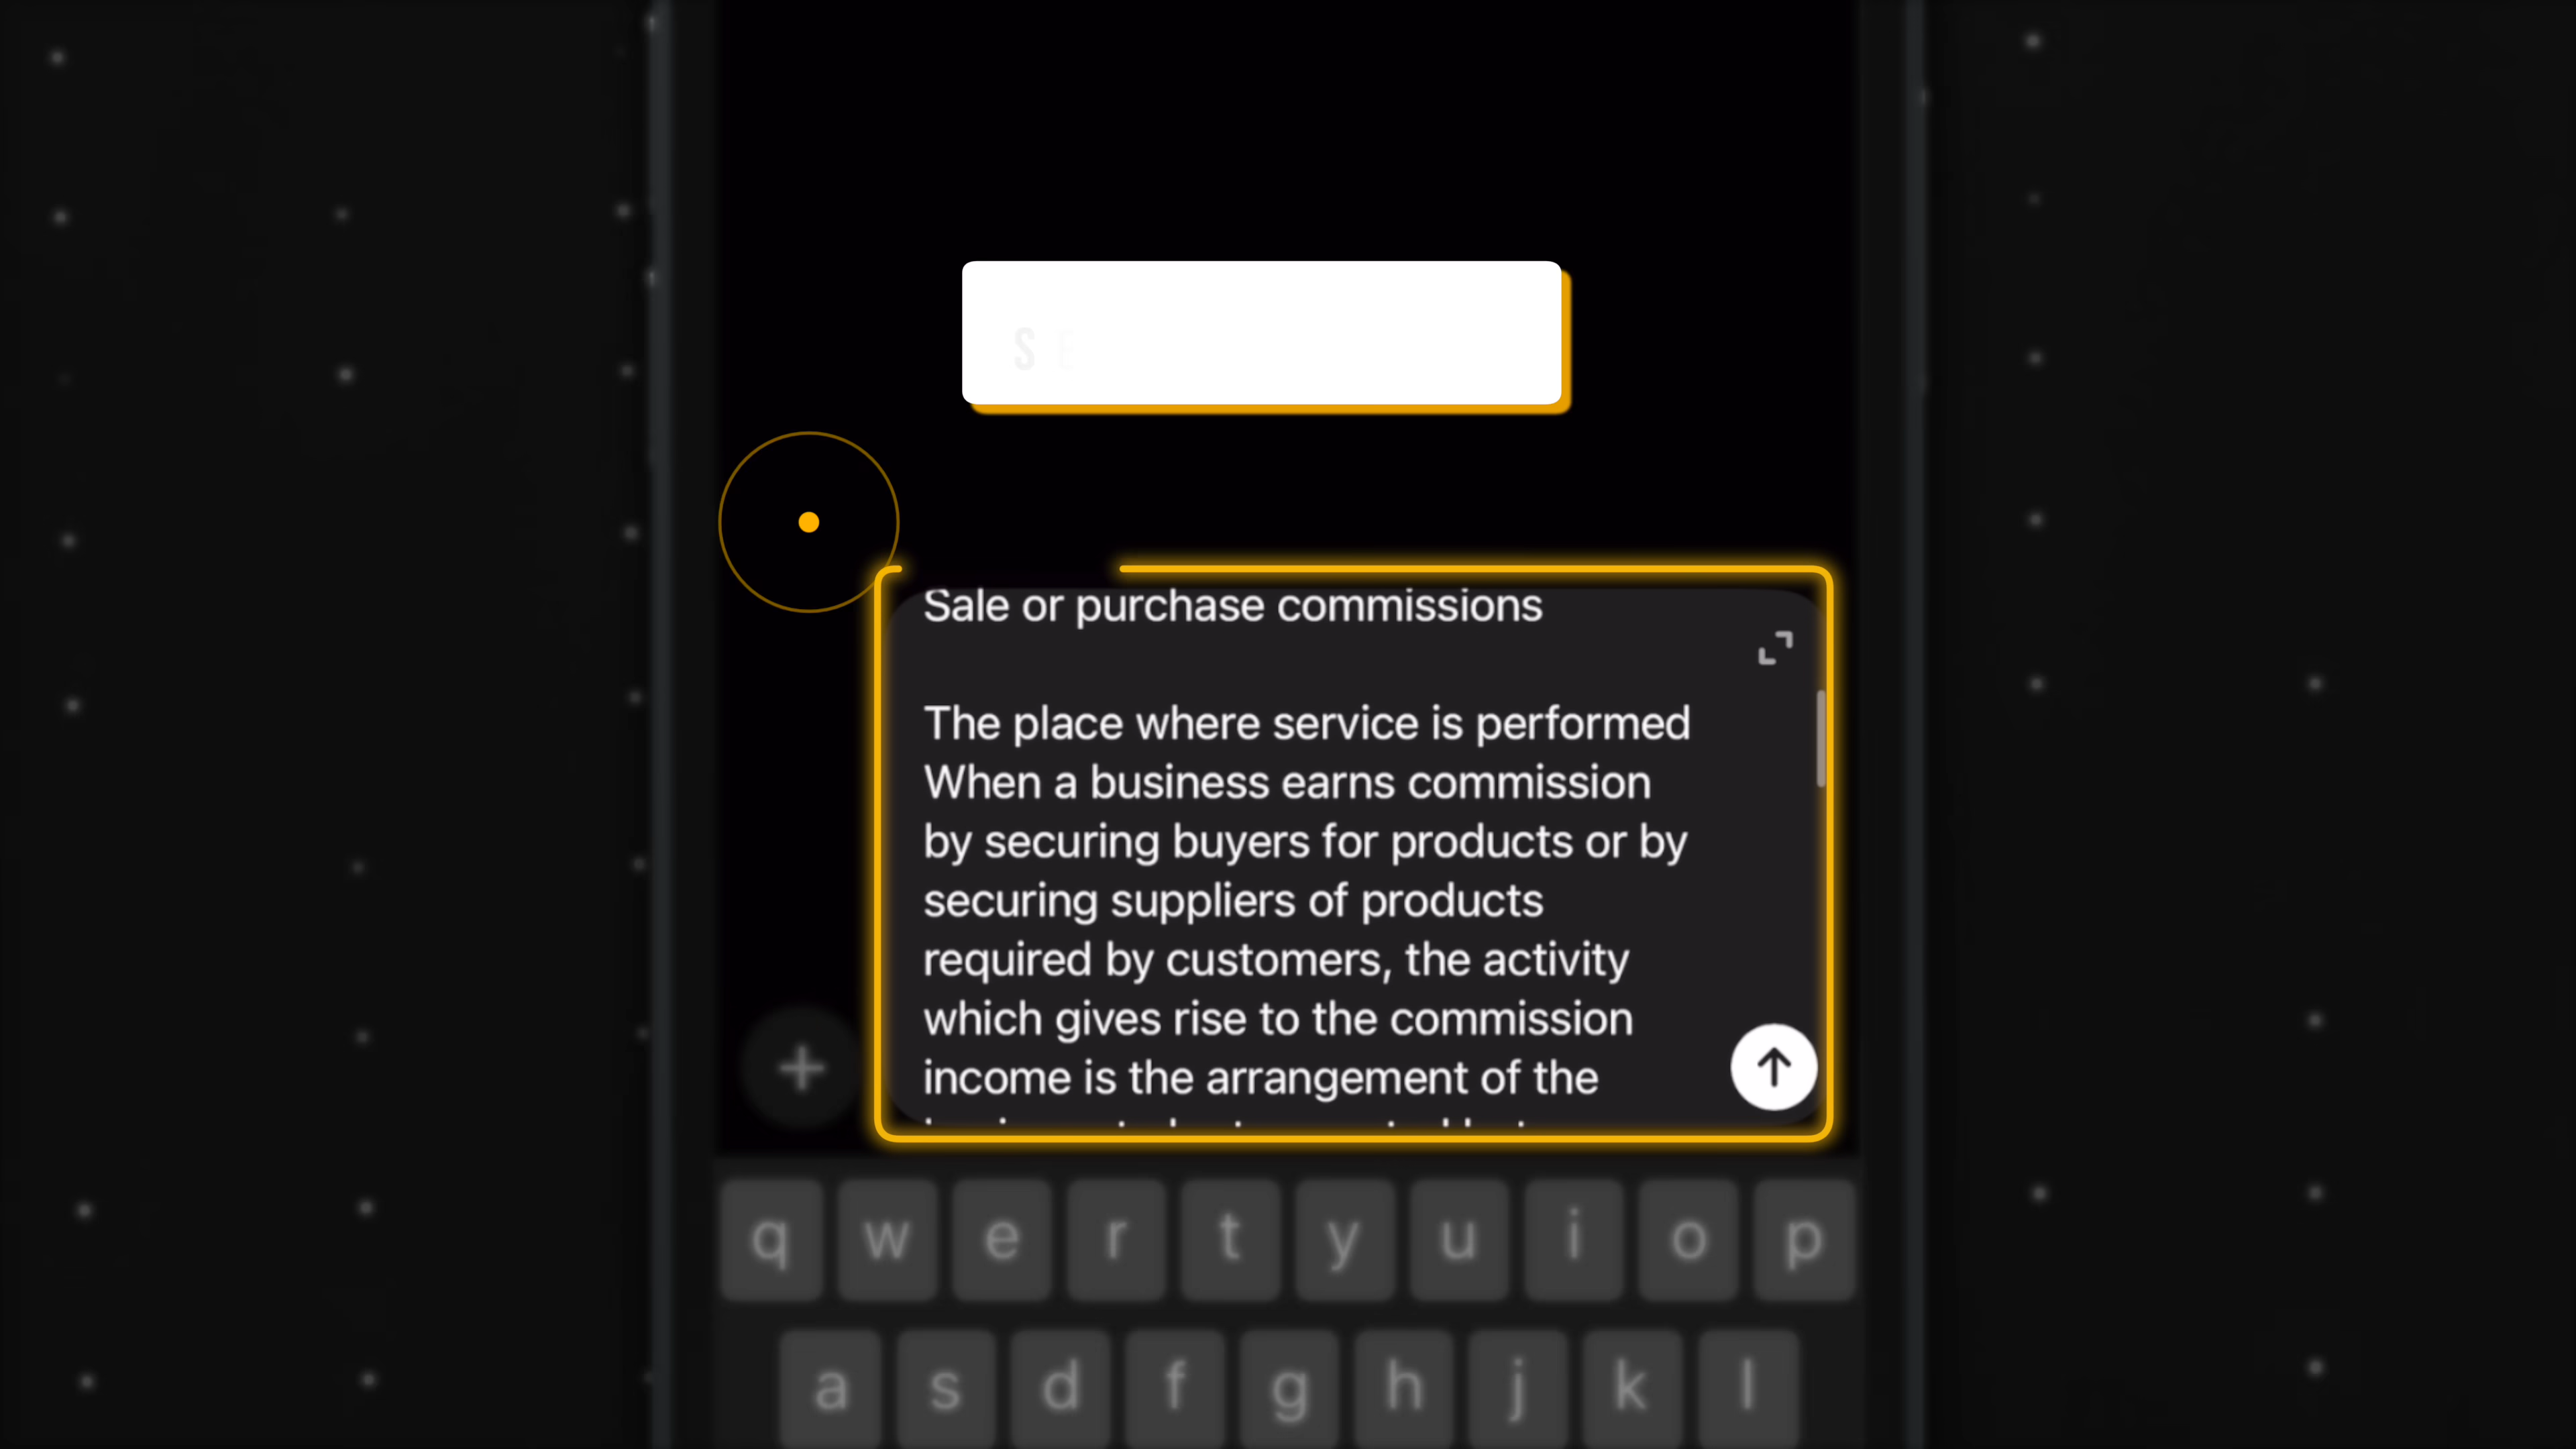 Sale or purchase commissions
The place where service is performed
When a business earns commission
by securing buyers for products or by
securing suppliers of products
required by customers, the activity
which gives rise to the commission
income is the arrangement of the
q w e r t y u i o p
a s d f g h j k l